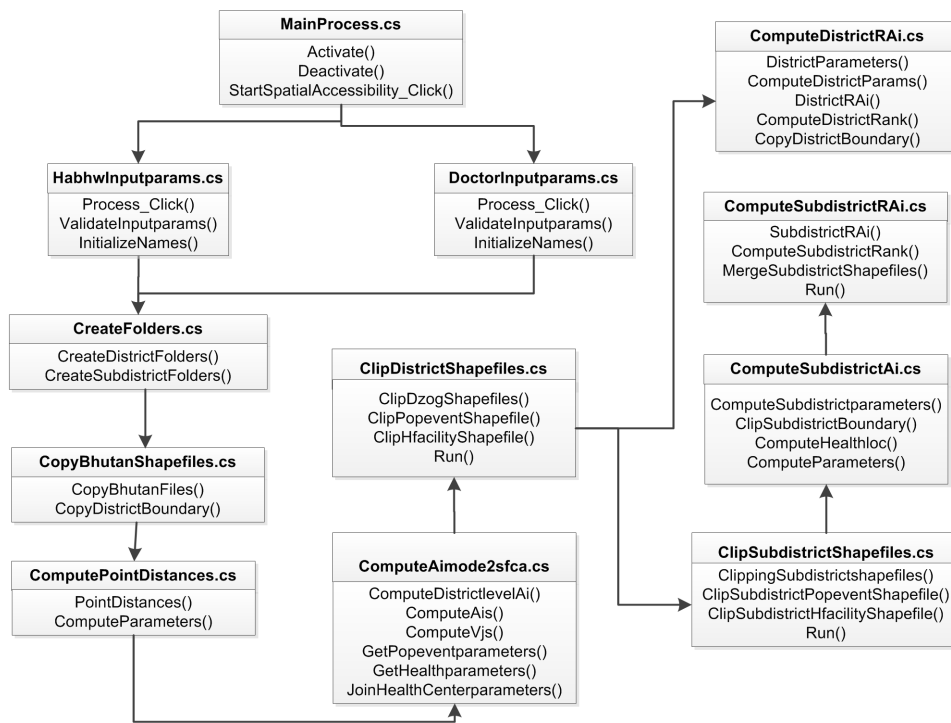 MainProcess.cs
Activate()
Deactivate()
StartSpatialAccessibility_Click()
HabhwInputparams.cs
Process_Click()
ValidateInputparams()
InitializeNames()
DoctorInputparams.cs
Process_Click()
ValidateInputparams()
InitializeNames()
CreateFolders.cs
CreateDistrictFolders()
CreateSubdistrictFolders()
CopyBhutanShapefiles.cs
CopyBhutanFiles()
CopyDistrictBoundary()
ComputePointDistances.cs
PointDistances()
ComputeParameters()
ComputeAimode2sfca.cs
ComputeDistrictlevelAi()
ComputeAis()
ComputeVjs()
GetPopeventparameters()
GetHealthparameters()
JoinHealthCenterparameters()
ClipDistrictShapefiles.cs
ClipDzogShapefiles()
ClipPopeventShapefile()
ClipHfacilityShapefile()
Run()
ComputeDistrictRAi.cs
DistrictParameters()
ComputeDistrictParams()
DistrictRAi()
ComputeDistrictRank()
CopyDistrictBoundary()
ComputeSubdistrictRAi.cs
SubdistrictRAi()
ComputeSubdistrictRank()
MergeSubdistrictShapefiles()
Run()
ComputeSubdistrictAi.cs
ComputeSubdistrictparameters()
ClipSubdistrictBoundary()
ComputeHealthloc()
ComputeParameters()
ClipSubdistrictShapefiles.cs
ClippingSubdistrictshapefiles()
ClipSubdistrictPopeventShapefile()
ClipSubdistrictHfacilityShapefile()
Run()